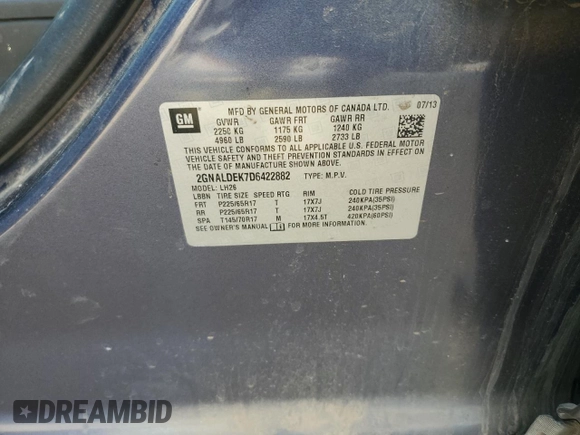 GM
MFD BY GENERAL MOTORS OF CANADA LTD. 07/13
GVWR GAWR FRT GAWR RR
2250 KG 1175 KG 1240 KG
4960 LB 2590 LB 2733 LB
THIS VEHICLE CONFORMS TO ALL APPLICABLE U.S. FEDERAL MOTOR
VEHICLE SAFETY AND THEFT PREVENTION STANDARDS IN EFFECT ON
THE DATE OF MANUFACTURE SHOWN ABOVE.
2GNALDEK7D6422882 TYPE: M.P.V.
MODEL: LH26
LBBN TIRE SIZE SPEED RTG RIM COLD TIRE PRESSURE
FRT P225/65R17 T 17X7J 240KPA(35PSI)
RR P225/65R17 T 17X7J 240KPA(35PSI)
SPA T145/70R17 M 17X4.5T 420KPA(60PSI)
SEE OWNER'S MANUAL FOR MORE INFORMATION.
DREAMBID